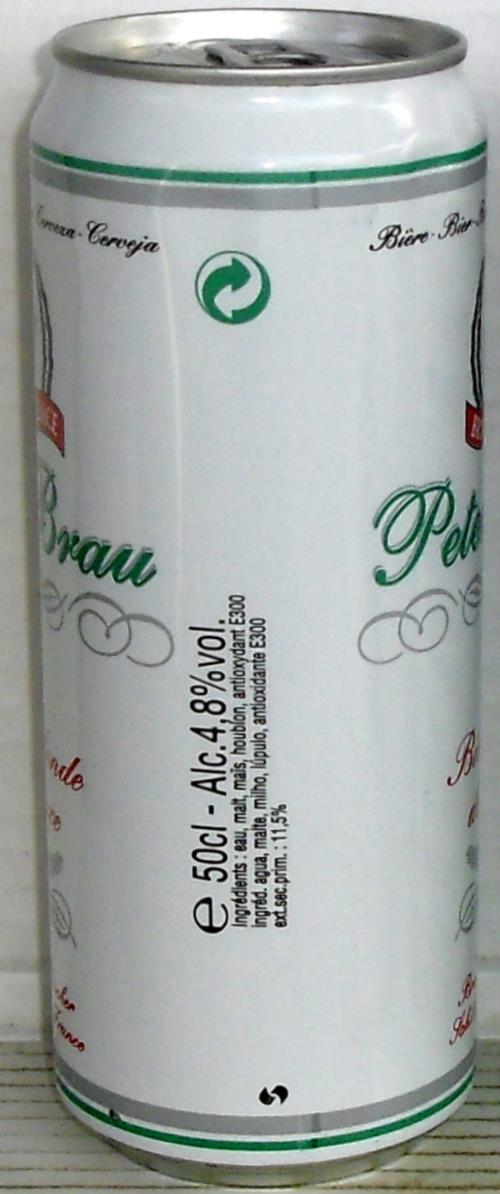 Cerveza - Cerveja
Bière - Bier -
Brau
Pete
e 50cl - Alc.4,8%vol.
Ingrédients : eau, malt, maïs, houblon, antioxydant E300
Ingréd. agua, malte, milho, lúpulo, antioxidante E300
ext.sec.prim. : 11,5%